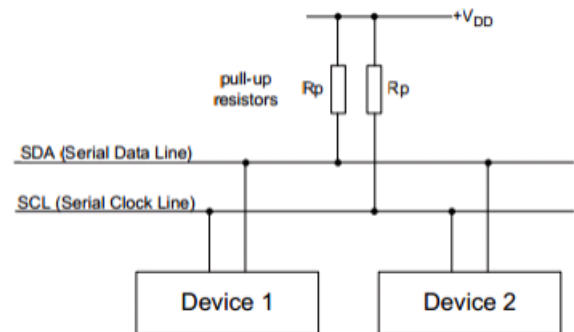 +VDD
pull-up
resistors
Rp
Rp
SDA (Serial Data Line)
SCL (Serial Clock Line)
Device 1
Device 2